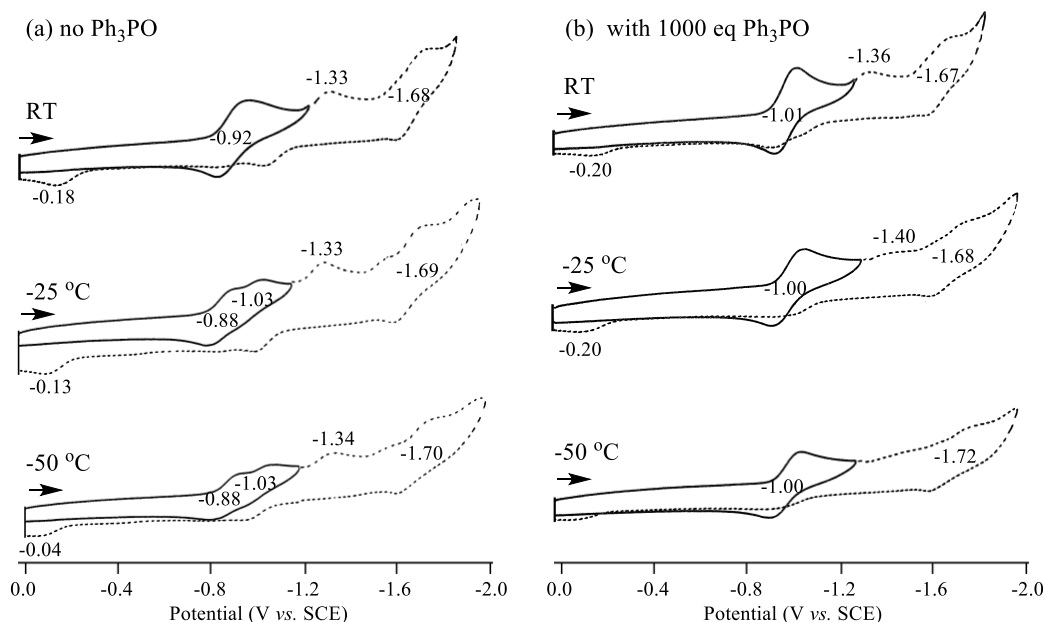 (a) no Ph₃PO
RT
-0.92
-1.33
-1.68
-0.18
-25 °C
-0.88
-1.03
-1.33
-1.69
-0.13
-50 °C
-0.88
-1.03
-1.34
-1.70
-0.04
0.0 -0.4 -0.8 -1.2 -1.6 -2.0
Potential (V vs. SCE)
(b) with 1000 eq Ph₃PO
RT
-1.01
-1.36
-1.67
-0.20
-25 °C
-1.00
-1.40
-1.68
-0.20
-50 °C
-1.00
-1.72
0.0 -0.4 -0.8 -1.2 -1.6 -2.0
Potential (V vs. SCE)